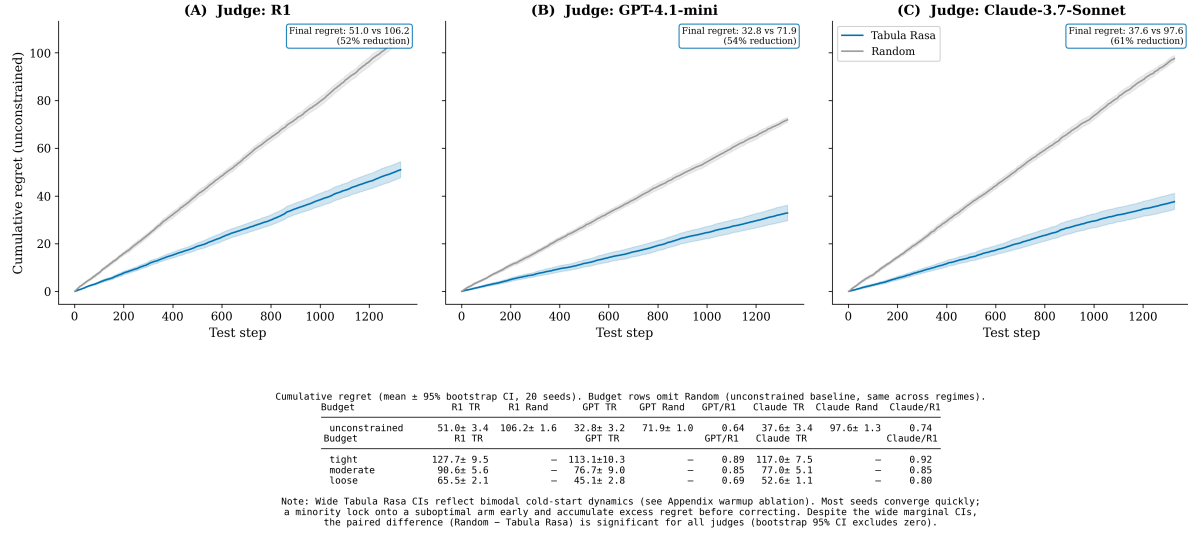 (A)  Judge: R1
Final regret: 51.0 vs 106.2
(52% reduction)
Cumulative regret (unconstrained)
100
80
60
40
20
0
0 200 400 600 800 1000 1200
Test step
(B)  Judge: GPT-4.1-mini
Final regret: 32.8 vs 71.9
(54% reduction)
0 200 400 600 800 1000 1200
Test step
(C)  Judge: Claude-3.7-Sonnet
Tabula Rasa
Random
Final regret: 37.6 vs 97.6
(61% reduction)
0 200 400 600 800 1000 1200
Test step
Cumulative regret (mean ± 95% bootstrap CI, 20 seeds). Budget rows omit Random (unconstrained baseline, same across regimes).
Budget R1 TR R1 Rand GPT TR GPT Rand GPT/R1 Claude TR Claude Rand Claude/R1
unconstrained 51.0± 3.4 106.2± 1.6 32.8± 3.2 71.9± 1.0 0.64 37.6± 3.4 97.6± 1.3 0.74
Budget R1 TR GPT TR GPT/R1 Claude TR Claude/R1
tight 127.7± 9.5 — 113.1±10.3 — 0.89 117.0± 7.5 — 0.92
moderate 90.6± 5.6 — 76.7± 9.0 — 0.85 77.0± 5.1 — 0.85
loose 65.5± 2.1 — 45.1± 2.8 — 0.69 52.6± 1.1 — 0.80
Note: Wide Tabula Rasa CIs reflect bimodal cold-start dynamics (see Appendix warmup ablation). Most seeds converge quickly;
a minority lock onto a suboptimal arm early and accumulate excess regret before correcting. Despite the wide marginal CIs,
the paired difference (Random − Tabula Rasa) is significant for all judges (bootstrap 95% CI excludes zero).